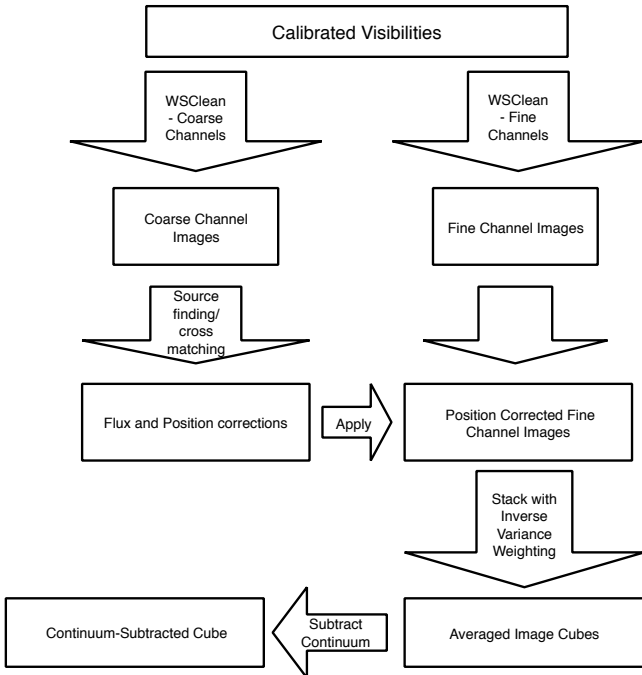 Calibrated Visibilities
WSClean
- Coarse
Channels
WSClean
- Fine
Channels
Coarse Channel
Images
Fine Channel Images
Source
finding/
cross
matching
Flux and Position corrections
Apply
Position Corrected Fine
Channel Images
Stack with
Inverse
Variance
Weighting
Continuum-Subtracted Cube
Subtract
Continuum
Averaged Image Cubes